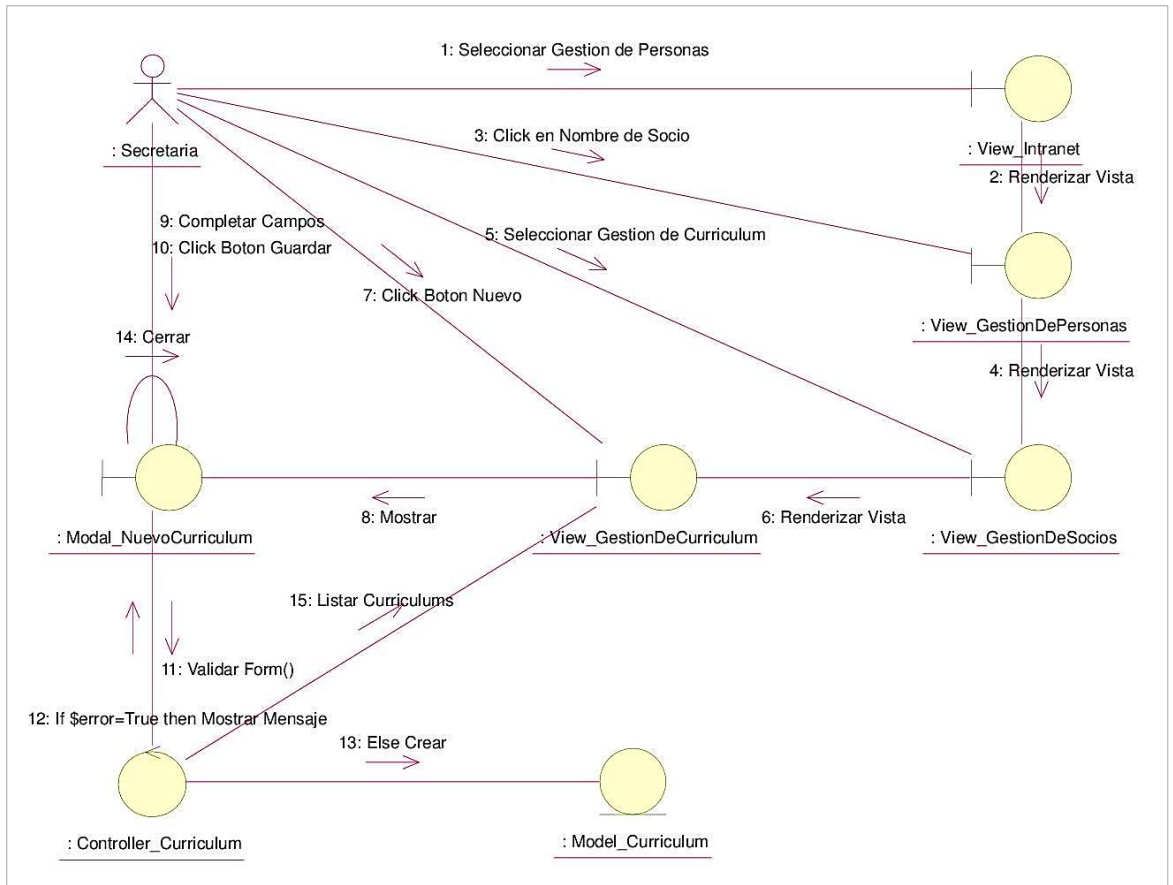 1: Seleccionar Gestion de Personas
3: Click en Nombre de Socio
: Secretaria
: View_Intranet
2: Renderizar Vista
9: Completar Campos
10: Click Boton Guardar
5: Seleccionar Gestion de Curriculum
7: Click Boton Nuevo
: View_GestionDePersonas
14: Cerrar
4: Renderizar Vista
8: Mostrar
6: Renderizar Vista
: Modal_NuevoCurriculum
: View_GestionDeCurriculum
: View_GestionDeSocios
15: Listar Curriculums
11: Validar Form()
12: If $error=True then Mostrar Mensaje
13: Else Crear
: Controller_Curriculum
: Model_Curriculum